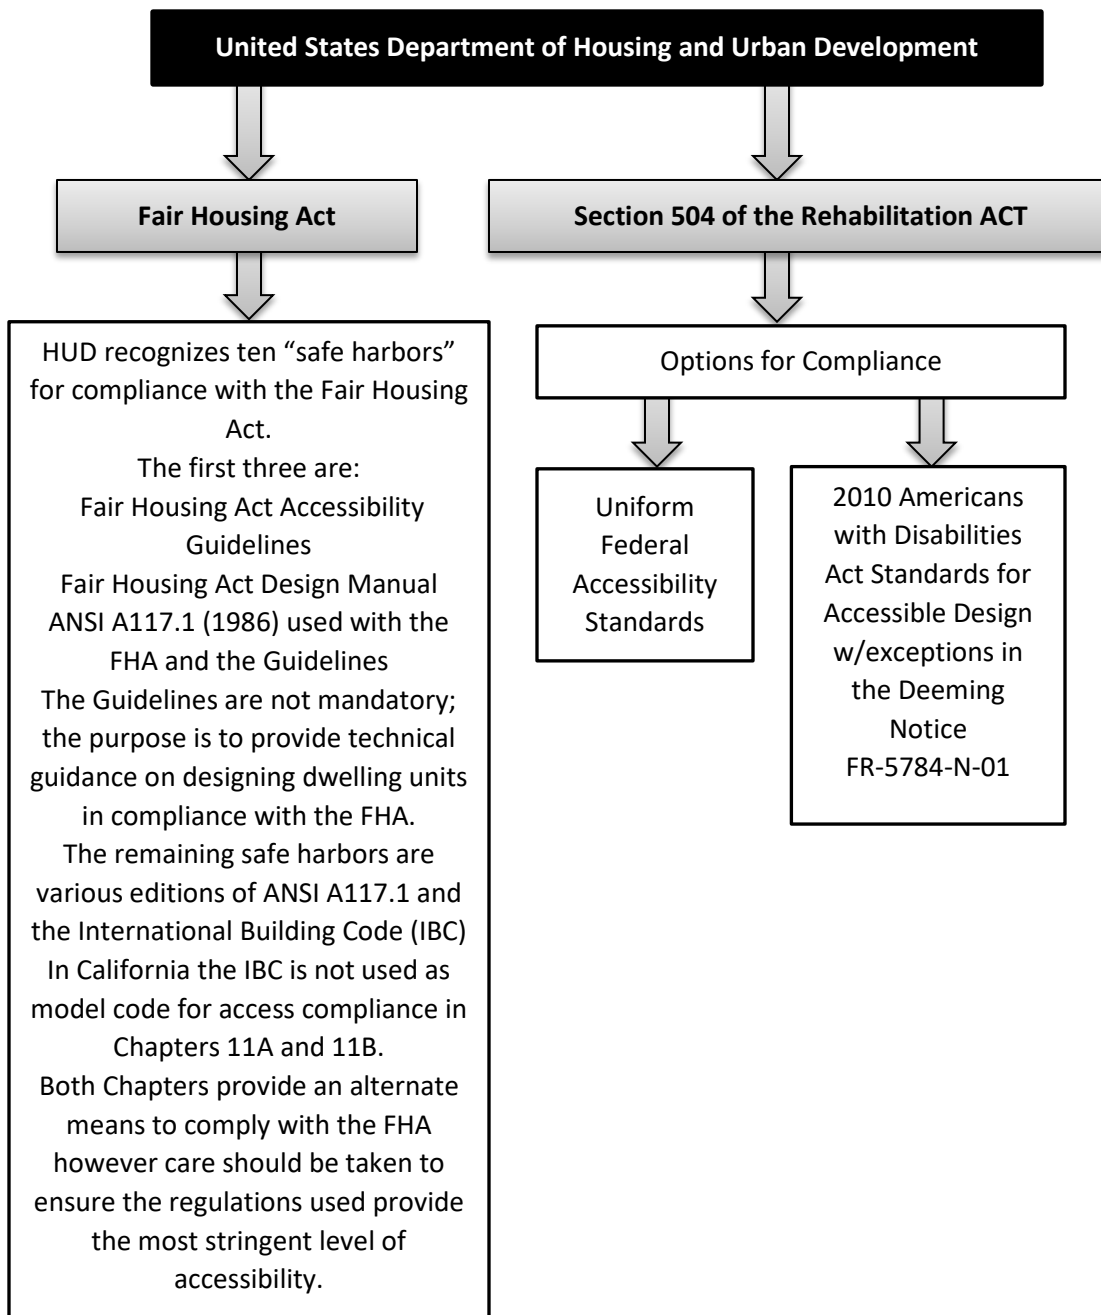 United States Department of Housing and Urban Development
Fair Housing Act
Section 504 of the Rehabilitation ACT
HUD recognizes ten “safe harbors”
for compliance with the Fair Housing
Act.
The first three are:
Fair Housing Act Accessibility
Guidelines
Fair Housing Act Design Manual
ANSI A117.1 (1986) used with the
FHA and the Guidelines
The Guidelines are not mandatory;
the purpose is to provide technical
guidance on designing dwelling units
in compliance with the FHA.
The remaining safe harbors are
various editions of ANSI A117.1 and
the International Building Code (IBC)
In California the IBC is not used as
model code for access compliance in
Chapters 11A and 11B.
Both Chapters provide an alternate
means to comply with the FHA
however care should be taken to
ensure the regulations used provide
the most stringent level of
accessibility.
Options for Compliance
Uniform
Federal
Accessibility
Standards
2010 Americans
with Disabilities
Act Standards for
Accessible Design
w/exceptions in
the Deeming
Notice
FR-5784-N-01